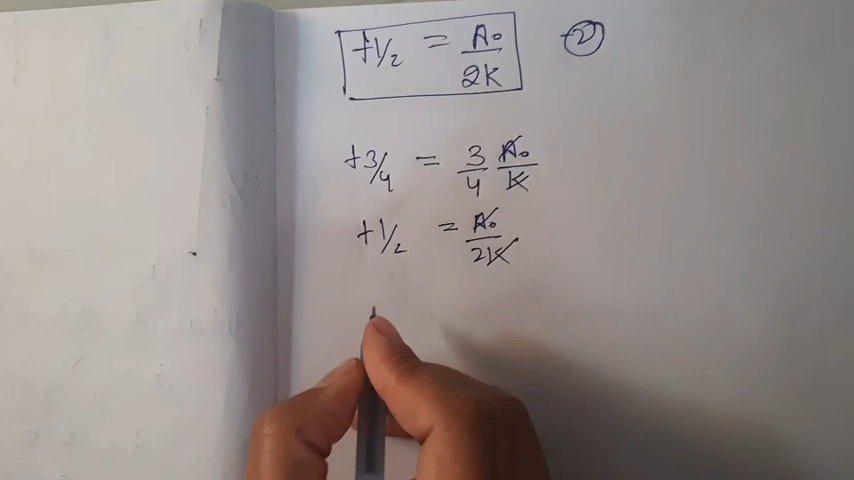 t1/2 = A0/2K ②
t3/4 = 3/4 A0/K
t1/2 = A0/2K